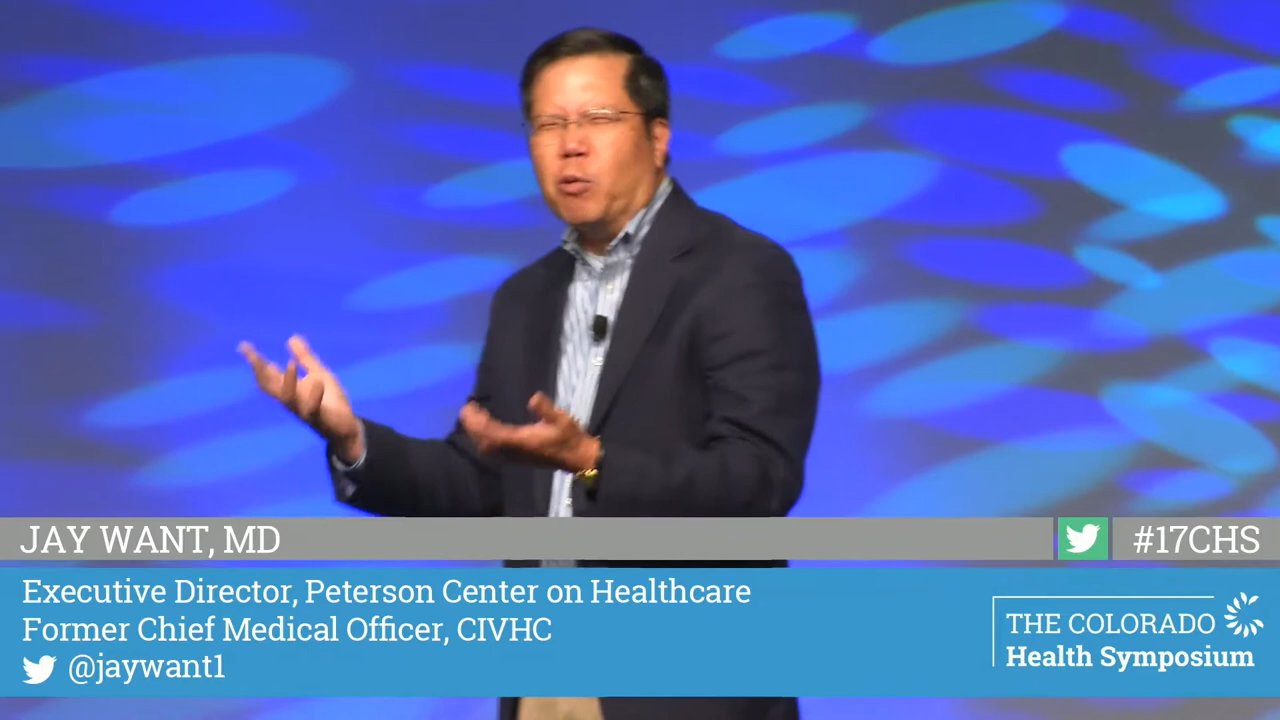 JAY WANT, MD
#17CHS
Executive Director, Peterson Center on Healthcare
Former Chief Medical Officer, CIVHC
@jaywant1
THE COLORADO
Health Symposium